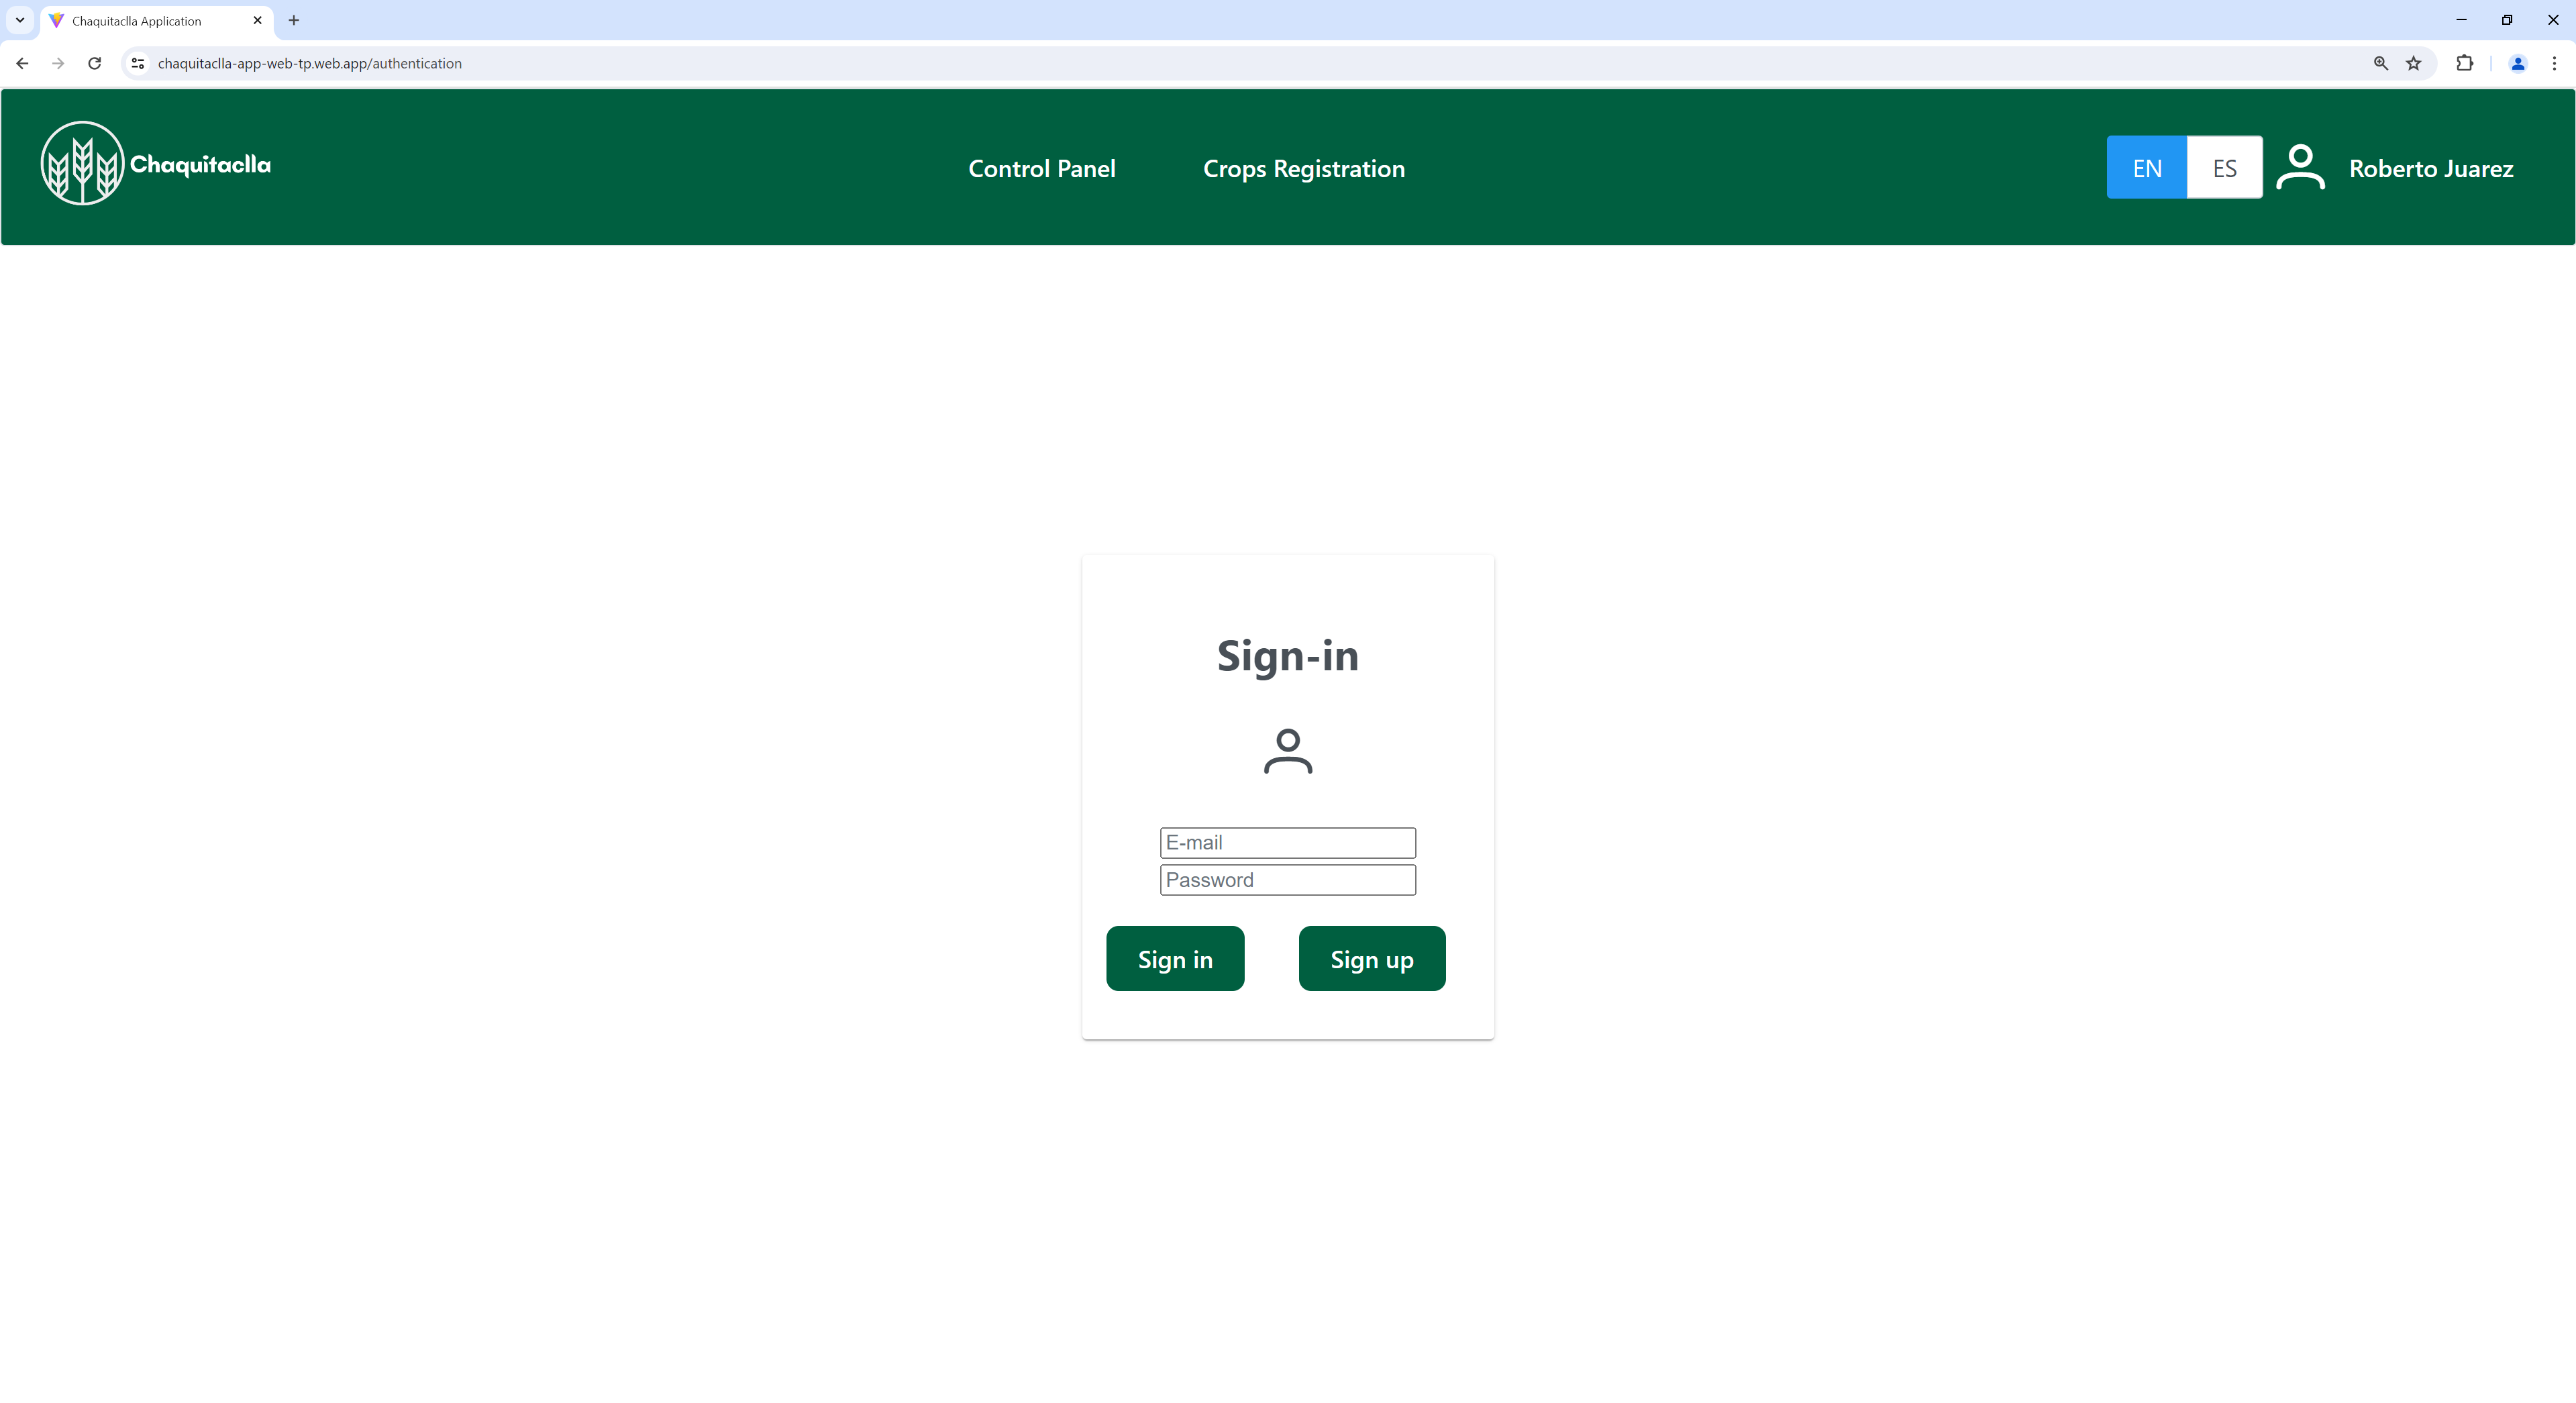 Chaquitaclla Application
chaquitaclla-app-web-tp.web.app/authentication
Chaquitaclla
Control Panel
Crops Registration
EN
ES
Roberto Juarez
Sign-in
E-mail
Password
Sign in
Sign up